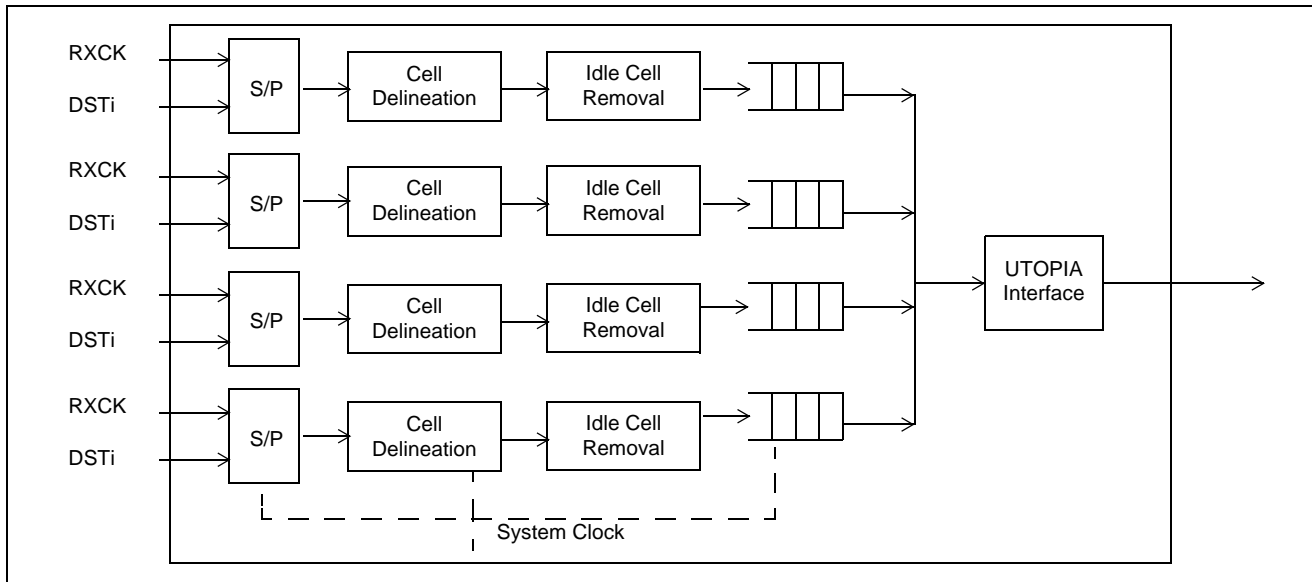 RXCK
DSTi
S/P
Cell
Delineation
Idle Cell
Removal
RXCK
DSTi
S/P
Cell
Delineation
Idle Cell
Removal
RXCK
DSTi
S/P
Cell
Delineation
Idle Cell
Removal
RXCK
DSTi
S/P
Cell
Delineation
Idle Cell
Removal
UTOPIA
Interface
System Clock